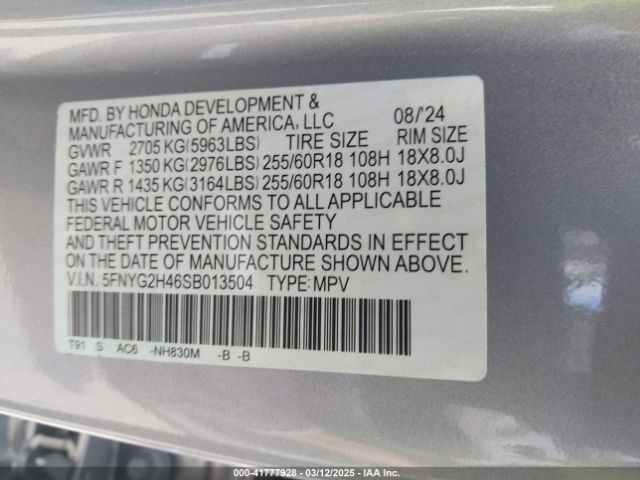 MFD. BY HONDA DEVELOPMENT & 08/'24
MANUFACTURING OF AMERICA, LLC
GVWR 2705 KG(5963LBS) TIRE SIZE RIM SIZE
GAWR F 1350 KG(2976LBS) 255/60R18 108H 18X8.0J
GAWR R 1435 KG(3164LBS) 255/60R18 108H 18X8.0J
THIS VEHICLE CONFORMS TO ALL APPLICABLE
FEDERAL MOTOR VEHICLE SAFETY
AND THEFT PREVENTION STANDARDS IN EFFECT
ON THE DATE OF MANUFACTURE SHOWN ABOVE.
V.I.N. 5FNYG2H46SB013504 TYPE: MPV
T91 S AC6 -NH830M -B -B
000-41777928 - 03/12/2025 - IAA Inc.